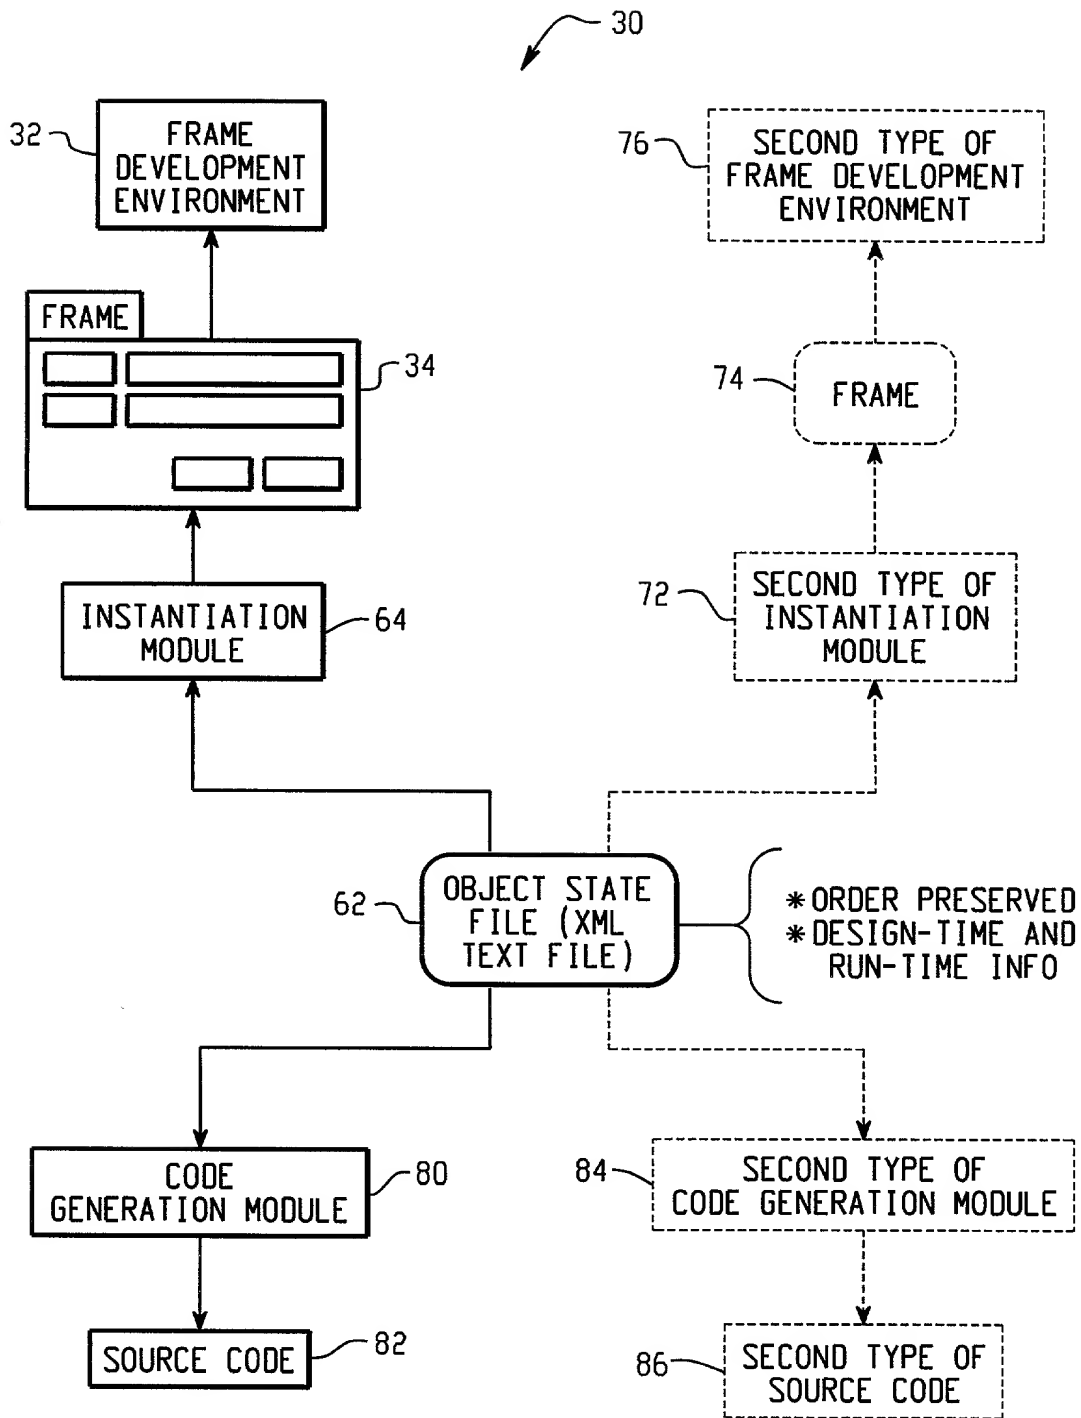 30
32
FRAME
DEVELOPMENT
ENVIRONMENT
76
SECOND TYPE OF
FRAME DEVELOPMENT
ENVIRONMENT
FRAME
34
74
FRAME
INSTANTIATION
MODULE
64
72
SECOND TYPE OF
INSTANTIATION
MODULE
62
OBJECT STATE
FILE (XML
TEXT FILE)
*ORDER PRESERVED
*DESIGN-TIME AND
RUN-TIME INFO
CODE
GENERATION MODULE
80
84
SECOND TYPE OF
CODE GENERATION MODULE
SOURCE CODE
82
86
SECOND TYPE OF
SOURCE CODE